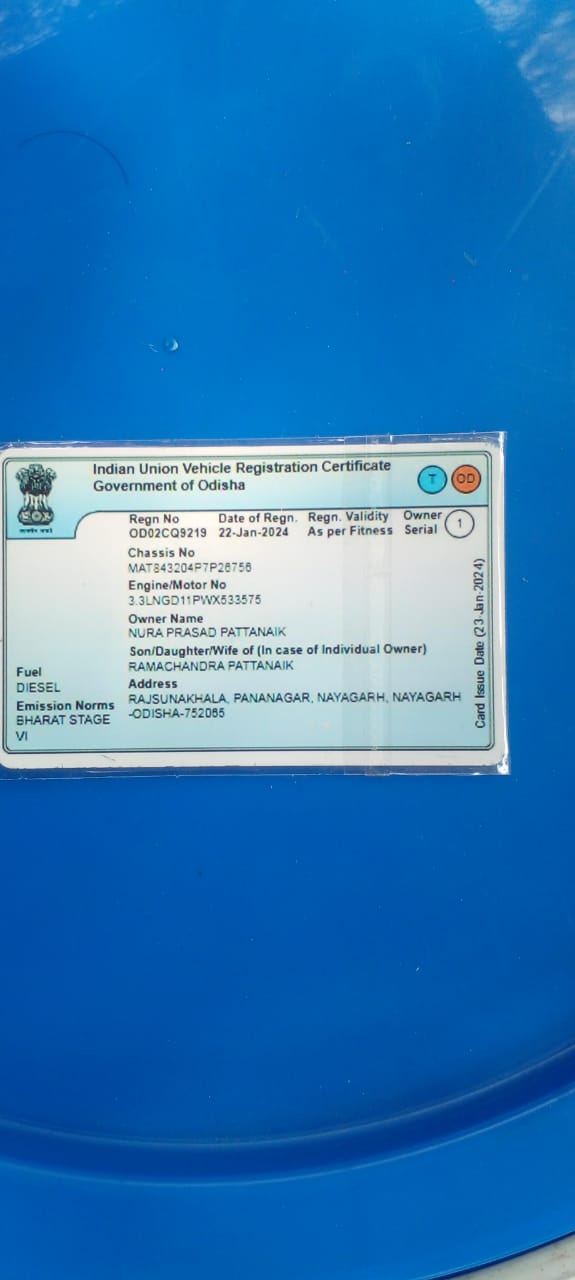 Indian Union Vehicle Registration Certificate
Government of Odisha
T OD
Regn No Date of Regn. Regn. Validity Owner
OD02CQ9219 22-Jan-2024 As per Fitness Serial 1
Chassis No
MAT843204P7P26756
Engine/Motor No
3.3LNGD11PWX533575
Owner Name
NURA PRASAD PATTANAIK
Son/Daughter/Wife of (In case of Individual Owner)
RAMACHANDRA PATTANAIK
Address
RAJSUNAKHALA, PANANAGAR, NAYAGARH, NAYAGARH
-ODISHA-752065
Fuel
DIESEL
Emission Norms
BHARAT STAGE
VI
Card Issue Date (23-Jan-2024)
सत्यमेव जयते